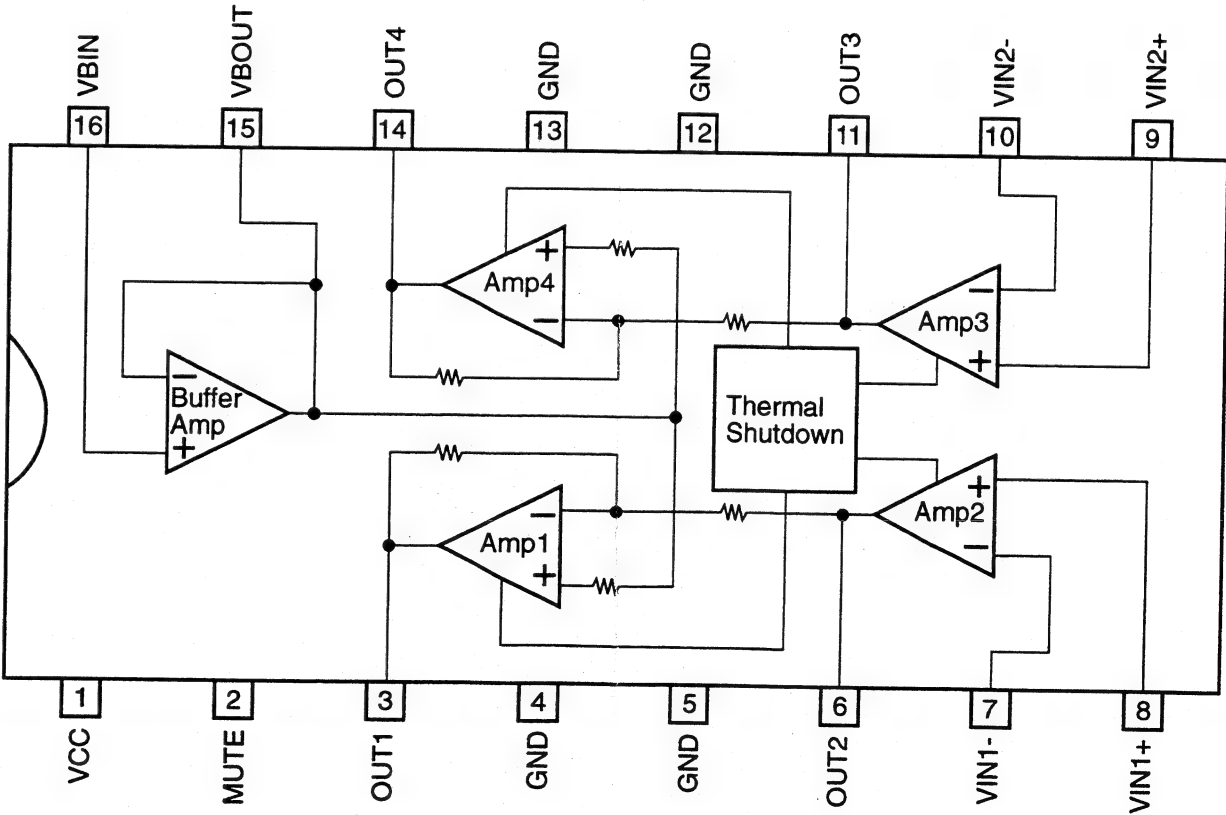 VBIN
VBOUT
OUT4
GND
GND
OUT3
VIN2-
VIN2+
16
15
14
13
12
11
10
9
+
Amp4
−
−
Amp3
+
−
Buffer
Amp
+
Thermal
Shutdown
−
Amp1
+
+
Amp2
−
1
2
3
4
5
6
7
8
VCC
MUTE
OUT1
GND
GND
OUT2
VIN1-
VIN1+